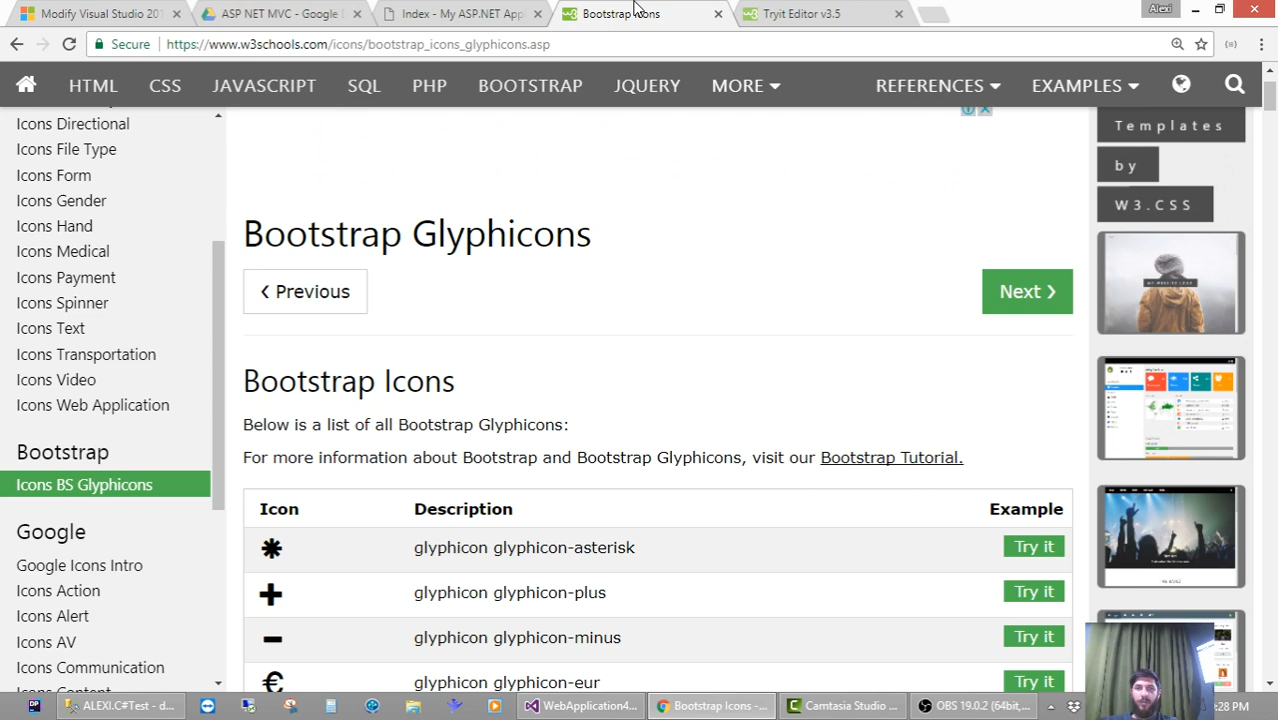 Modify Visual Studio 201
ASP NET MVC - Google
Index - My ASP.NET Appl
Bootstrap Icons
Tryit Editor v3.5
Alexi
Secure
https://www.w3schools.com/icons/bootstrap_icons_glyphicons.asp
HTML
CSS
JAVASCRIPT
SQL
PHP
BOOTSTRAP
JQUERY
MORE
REFERENCES
EXAMPLES
Icons Directional
Icons File Type
Icons Form
Icons Gender
Icons Hand
Icons Medical
Icons Payment
Icons Spinner
Icons Text
Icons Transportation
Icons Video
Icons Web Application
Bootstrap
Icons BS Glyphicons
Google
Google Icons Intro
Icons Action
Icons Alert
Icons AV
Icons Communication
Icons Content
Bootstrap Glyphicons
‹ Previous
Next ›
Bootstrap Icons
Below is a list of all Bootstrap Glyphicons:
For more information about Bootstrap and Bootstrap Glyphicons, visit our Bootstrap Tutorial.
Icon Description Example
glyphicon glyphicon-asterisk Try it
glyphicon glyphicon-plus Try it
glyphicon glyphicon-minus Try it
€ glyphicon glyphicon-eur Try it
Templates
by
W3.CSS
ALEXI.C#Test - d...
WebApplication4...
Bootstrap Icons -...
Camtasia Studio ...
OBS 19.0.2 (64bit,...
:28 PM